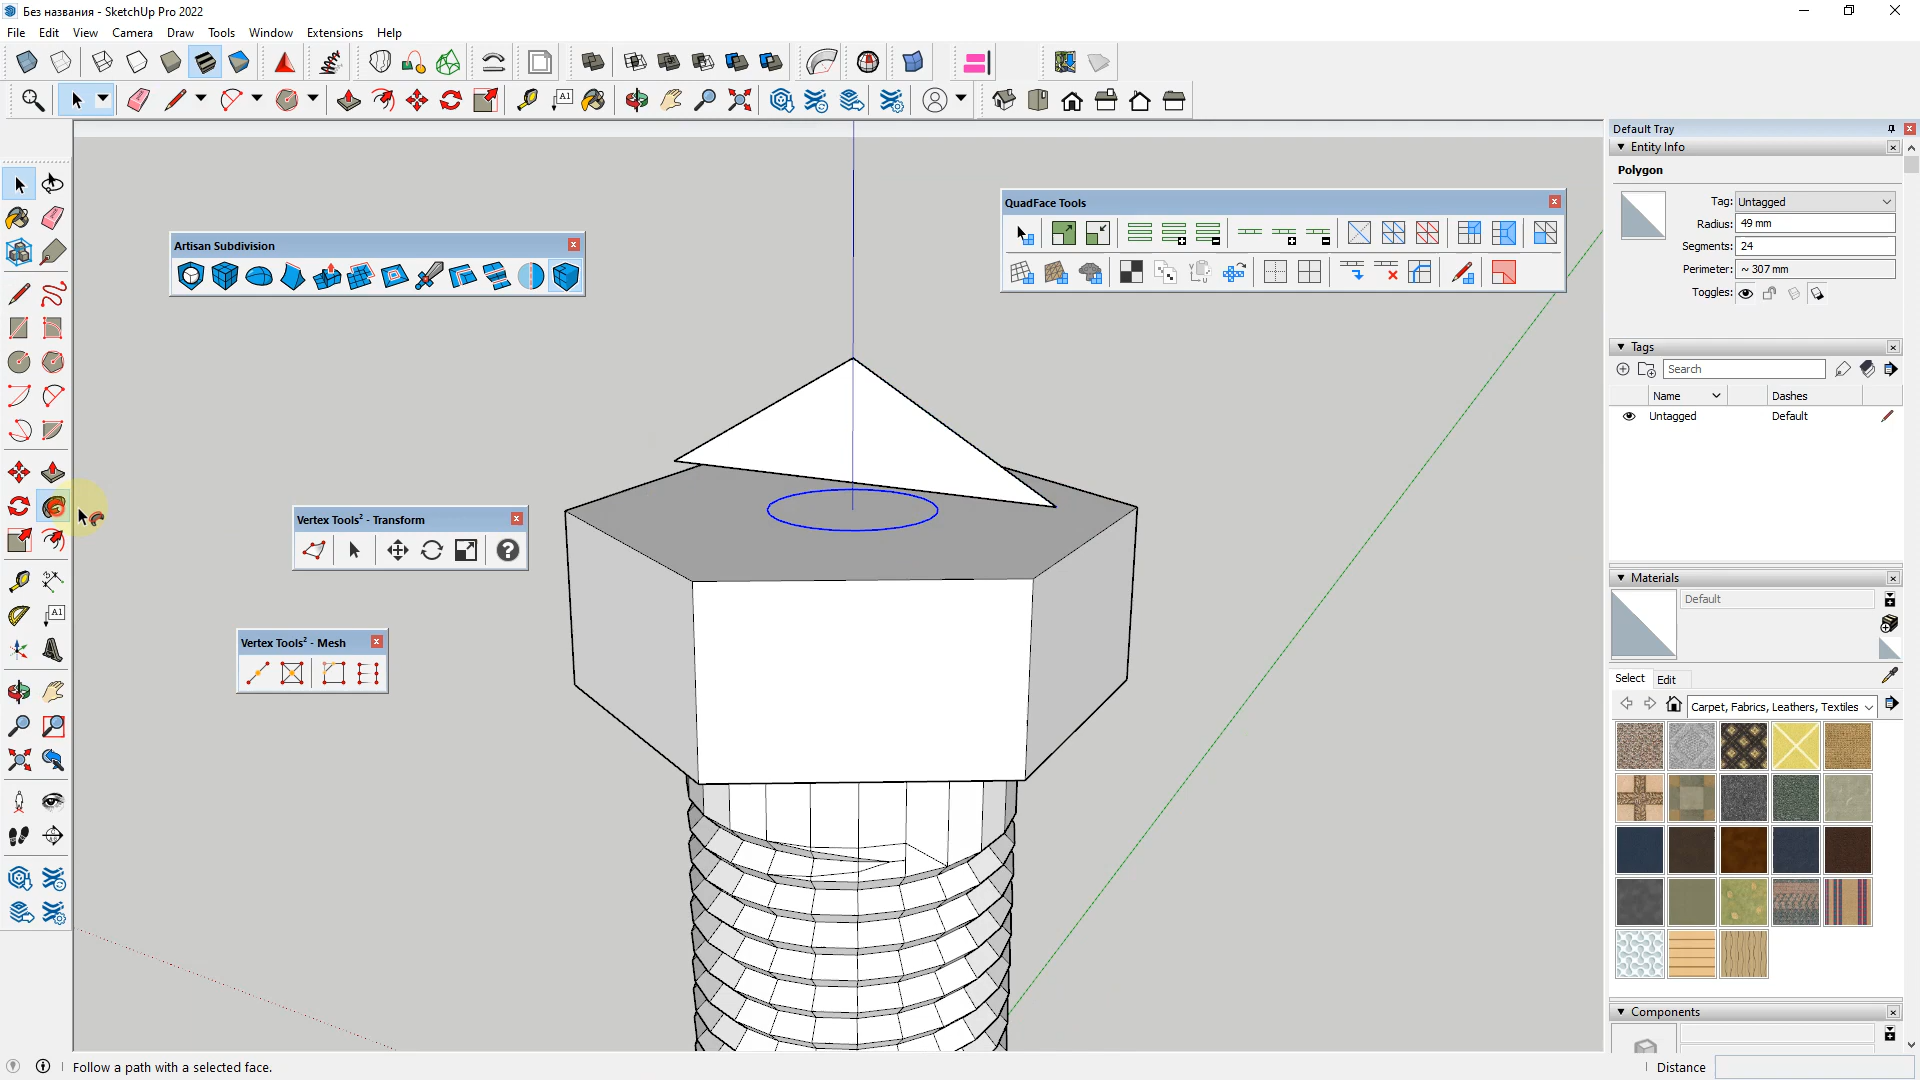 Без названия - SketchUp Pro 2022
File Edit View Camera Draw Tools Window Extensions Help
A1
Default Tray
Entity Info
Polygon
Tag: Untagged
Radius: 49 mm
Segments: 24
Perimeter: ~ 307 mm
Toggles:
Tags
Search
Name Dashes
Untagged Default
Materials
Default
Select Edit
Carpet, Fabrics, Leathers, Textiles
Components
Artisan Subdivision
QuadFace Tools
Vertex Tools² - Transform
Vertex Tools² - Mesh
A1
Follow a path with a selected face.
Distance